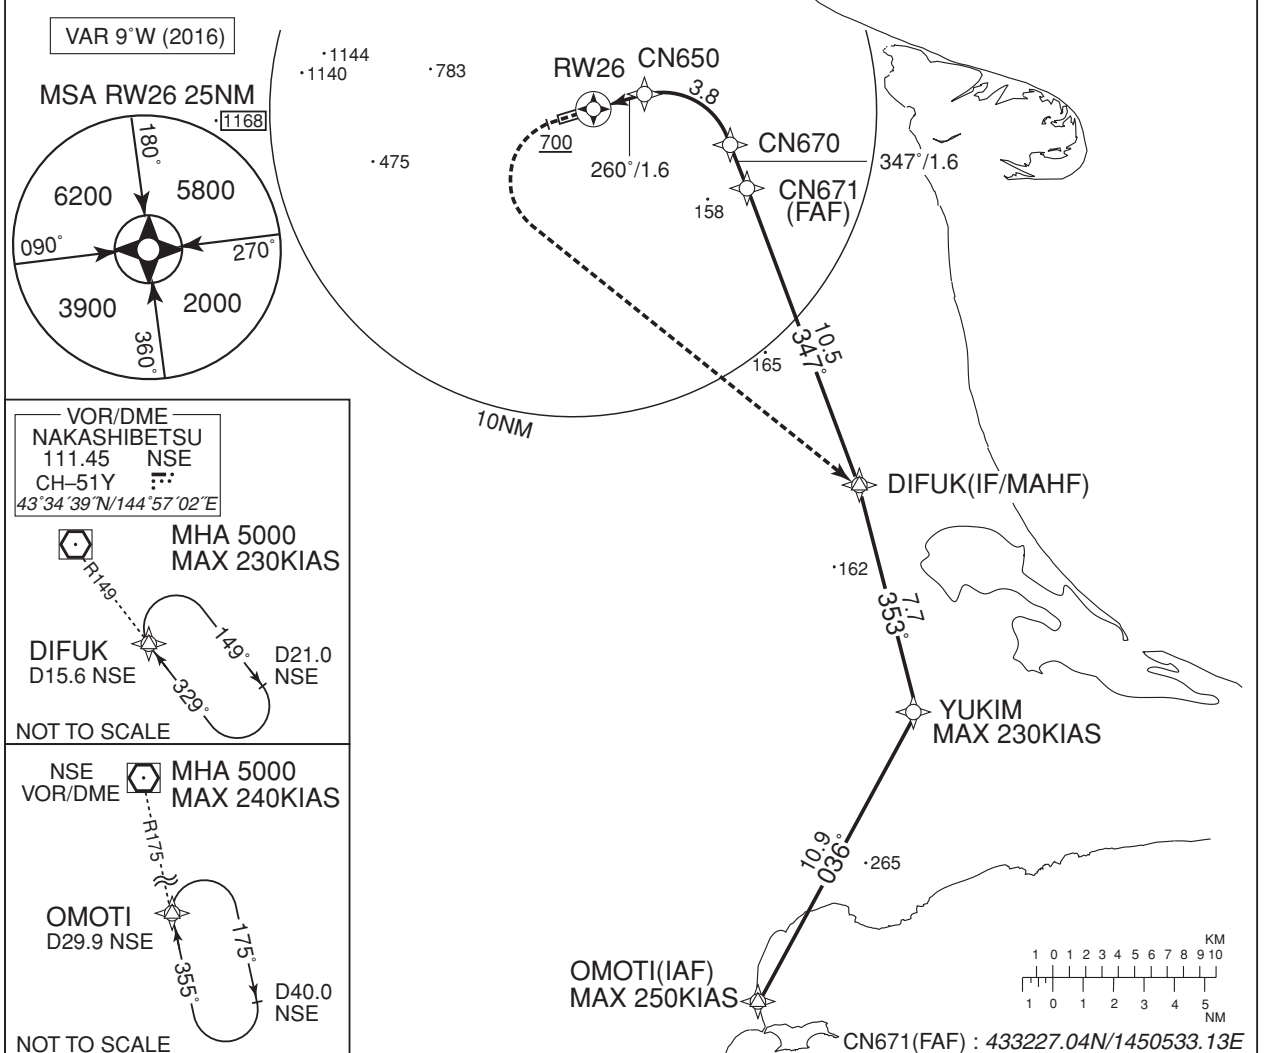 VAR 9°W (2016)
MSA RW26 25NM
1168
180°
6200
5800
090°
270°
3900
2000
360°
1144
1140
783
475
RW26
CN650
3.8
700
260°/1.6
CN670
347°/1.6
CN671
(FAF)
158
10.5
347°
165
10NM
DIFUK(IF/MAHF)
162
7.7
353°
YUKIM
MAX 230KIAS
10.9
036°
265
OMOTI(IAF)
MAX 250KIAS
VOR/DME
NAKASHIBETSU
111.45 NSE
CH–51Y
43°34´39˝N/144°57´02˝E
MHA 5000
MAX 230KIAS
R149
DIFUK
D15.6 NSE
149°
329°
D21.0
NSE
NOT TO SCALE
NSE
VOR/DME
MHA 5000
MAX 240KIAS
R175
OMOTI
D29.9 NSE
175°
355°
D40.0
NSE
NOT TO SCALE
KM
1 0 1 2 3 4 5 6 7 8 9 10
1 0 1 2 3 4 5
NM
CN671(FAF) : 433227.04N/1450533.13E